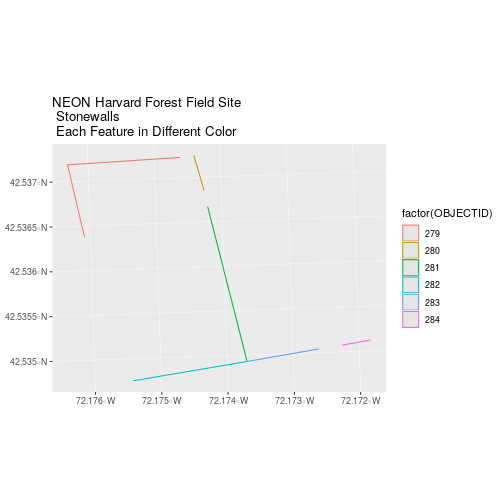 NEON Harvard Forest Field Site
Stonewalls
Each Feature in Different Color
42.537°N
42.5365°N
42.536°N
42.5355°N
42.535°N
72.176°W
72.175°W
72.174°W
72.173°W
72.172°W
factor(OBJECTID)
279
280
281
282
283
284